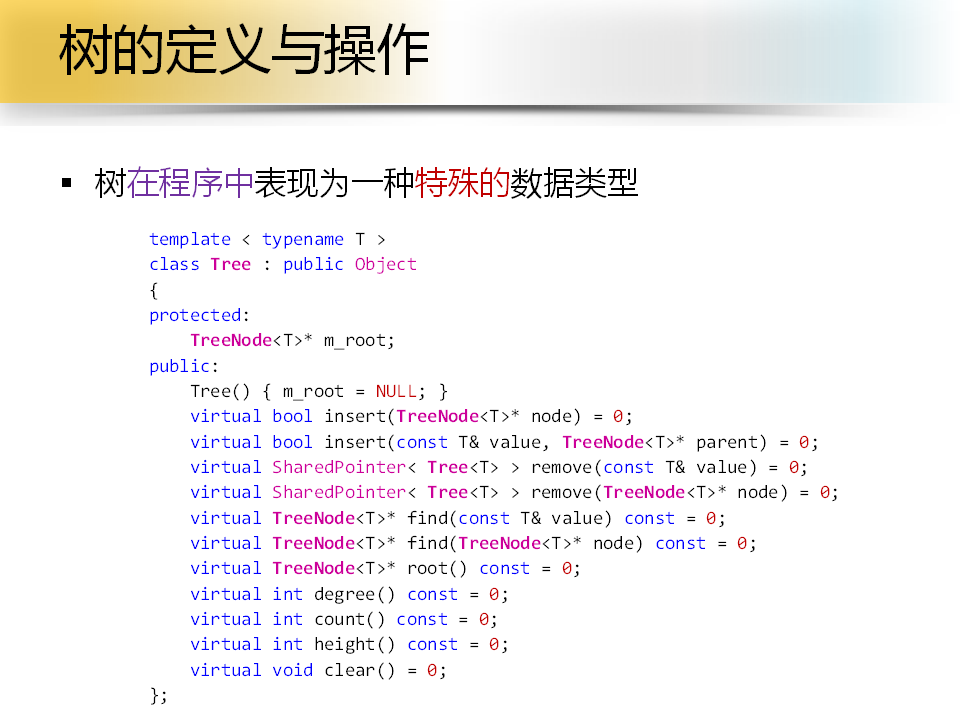 树的定义与操作
▪ 树在程序中表现为一种特殊的数据类型
template < typename T >
class Tree : public Object
{
protected:
    TreeNode<T>* m_root;
public:
    Tree() { m_root = NULL; }
    virtual bool insert(TreeNode<T>* node) = 0;
    virtual bool insert(const T& value, TreeNode<T>* parent) = 0;
    virtual SharedPointer< Tree<T> > remove(const T& value) = 0;
    virtual SharedPointer< Tree<T> > remove(TreeNode<T>* node) = 0;
    virtual TreeNode<T>* find(const T& value) const = 0;
    virtual TreeNode<T>* find(TreeNode<T>* node) const = 0;
    virtual TreeNode<T>* root() const = 0;
    virtual int degree() const = 0;
    virtual int count() const = 0;
    virtual int height() const = 0;
    virtual void clear() = 0;
};